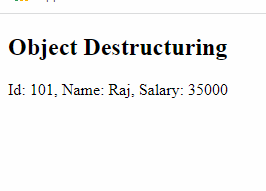 Object Destructuring
Id: 101, Name: Raj, Salary: 35000